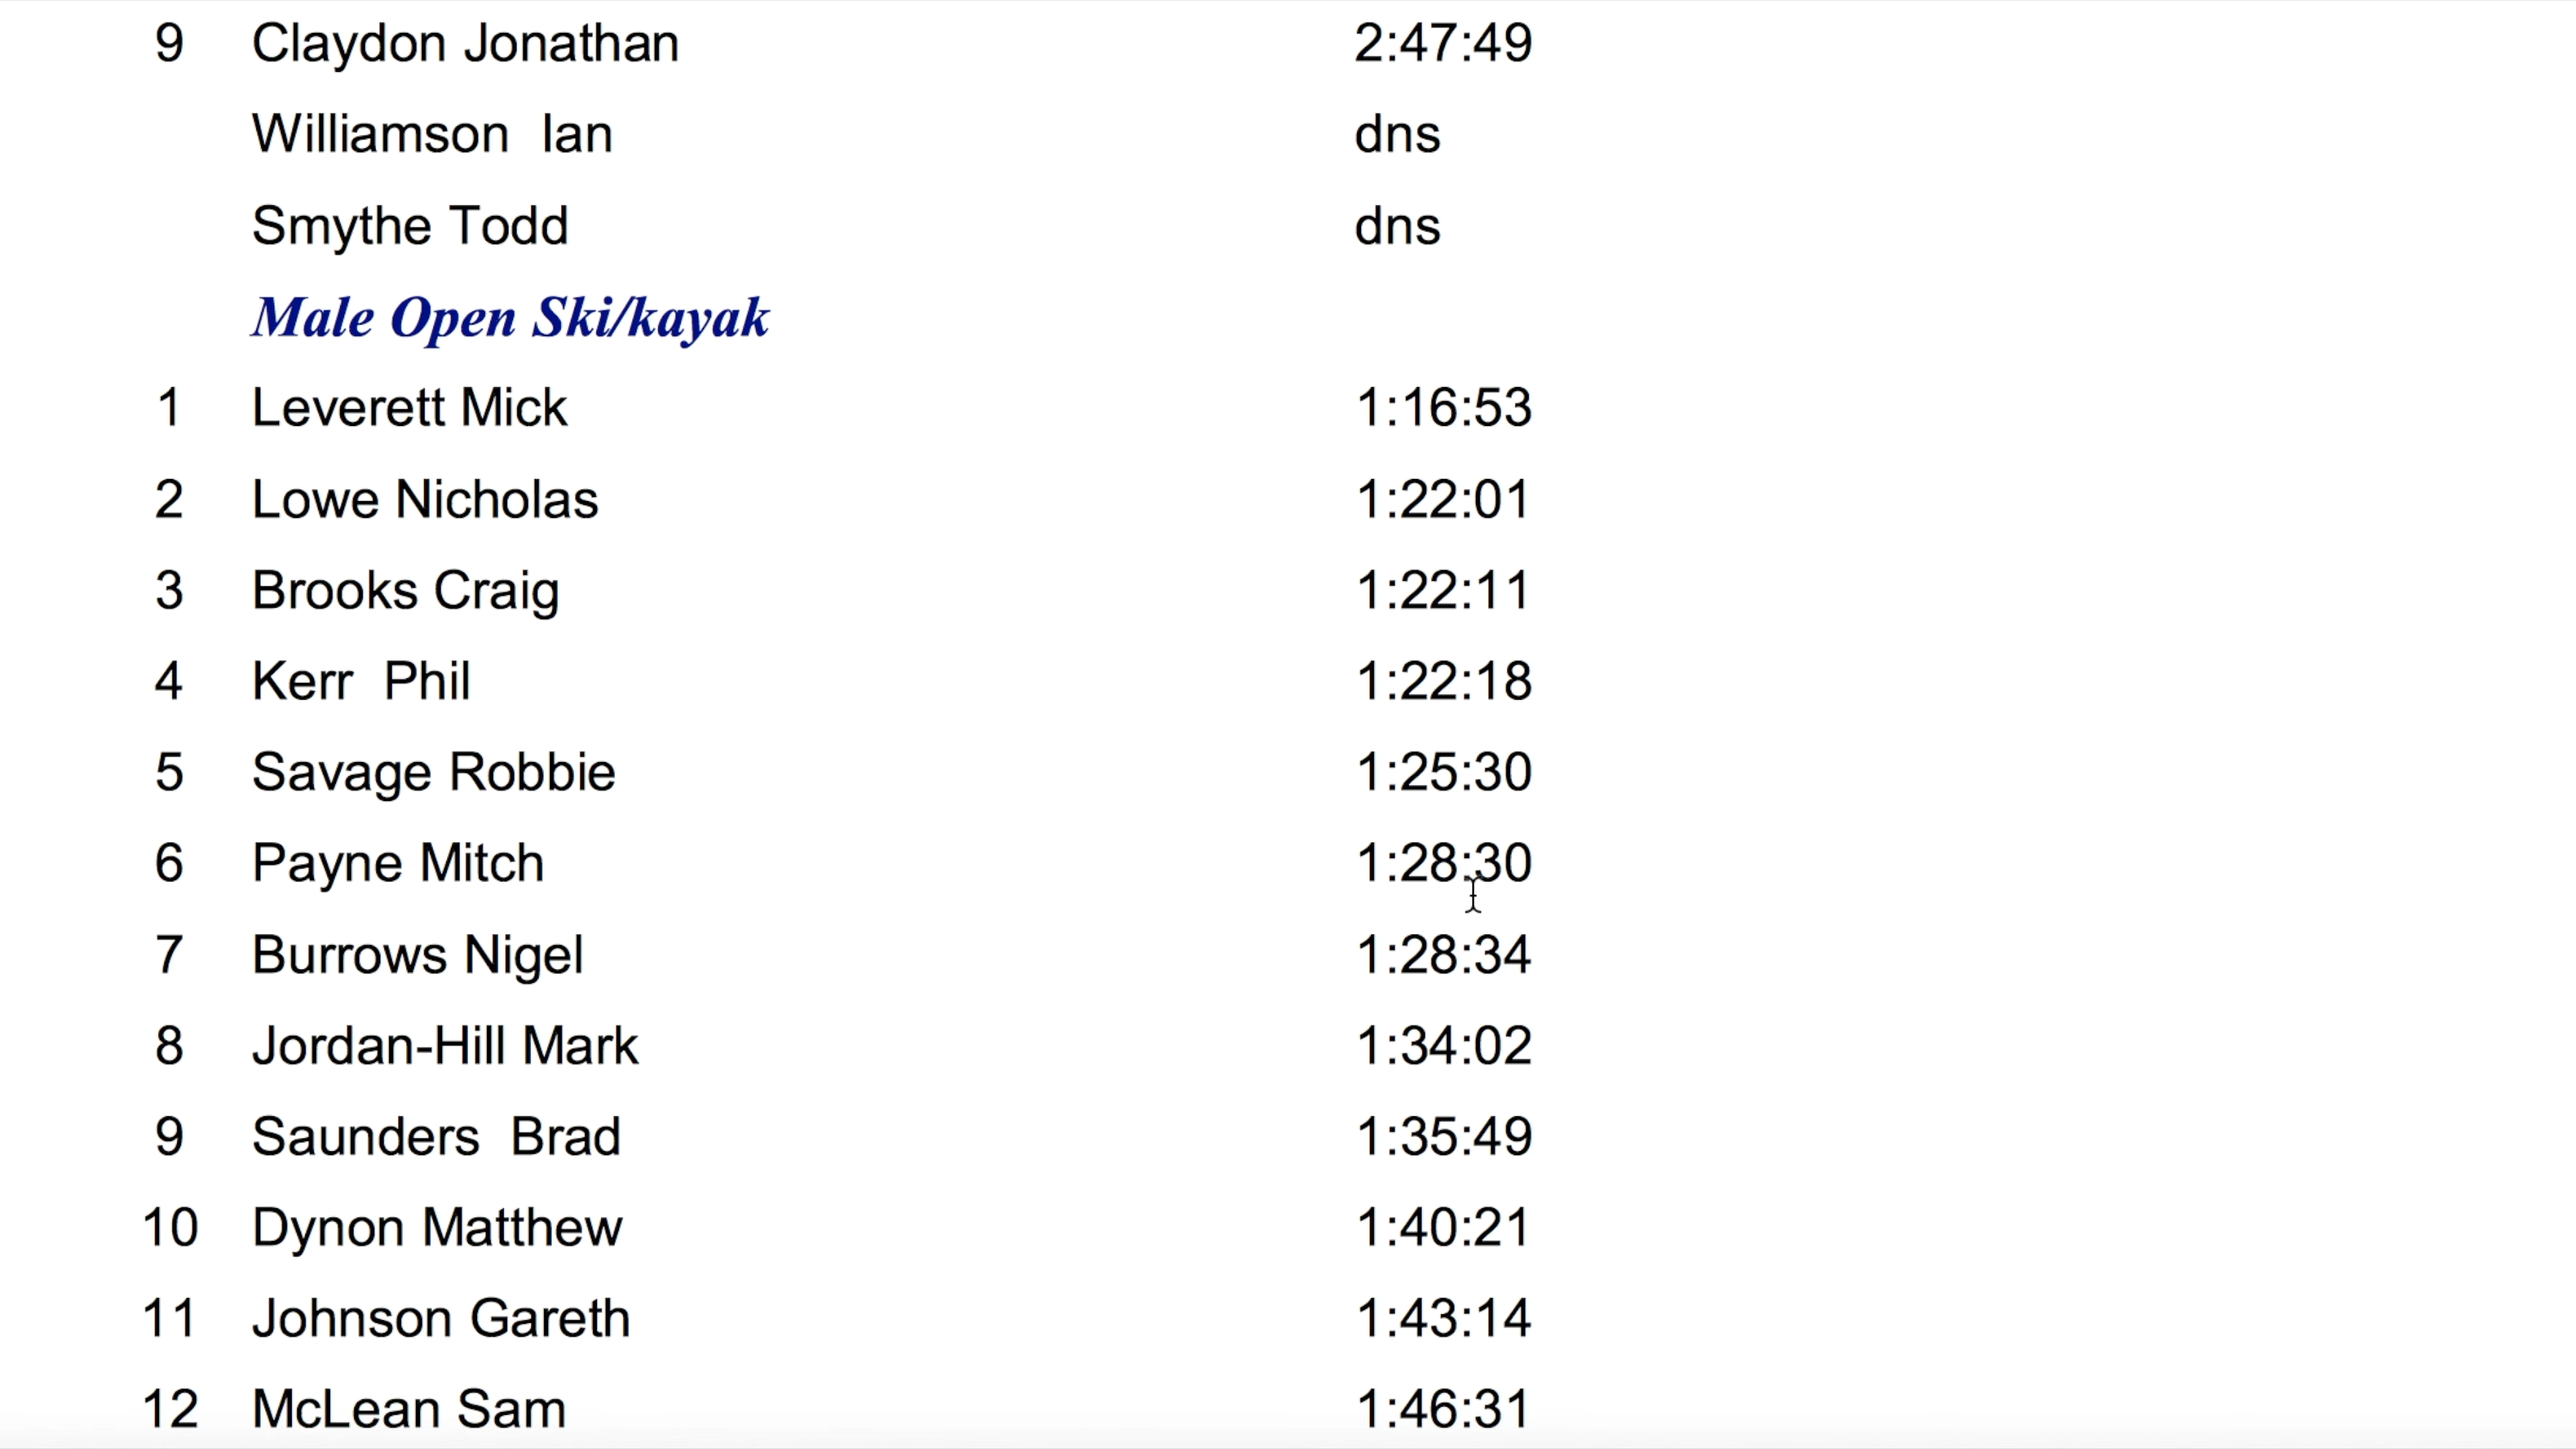 9 Claydon Jonathan 2:47:49
Williamson  Ian dns
Smythe Todd dns
Male Open Ski/kayak
1 Leverett Mick 1:16:53
2 Lowe Nicholas 1:22:01
3 Brooks Craig 1:22:11
4 Kerr  Phil 1:22:18
5 Savage Robbie 1:25:30
6 Payne Mitch 1:28:30
7 Burrows Nigel 1:28:34
8 Jordan-Hill Mark 1:34:02
9 Saunders  Brad 1:35:49
10 Dynon Matthew 1:40:21
11 Johnson Gareth 1:43:14
12 McLean Sam 1:46:31